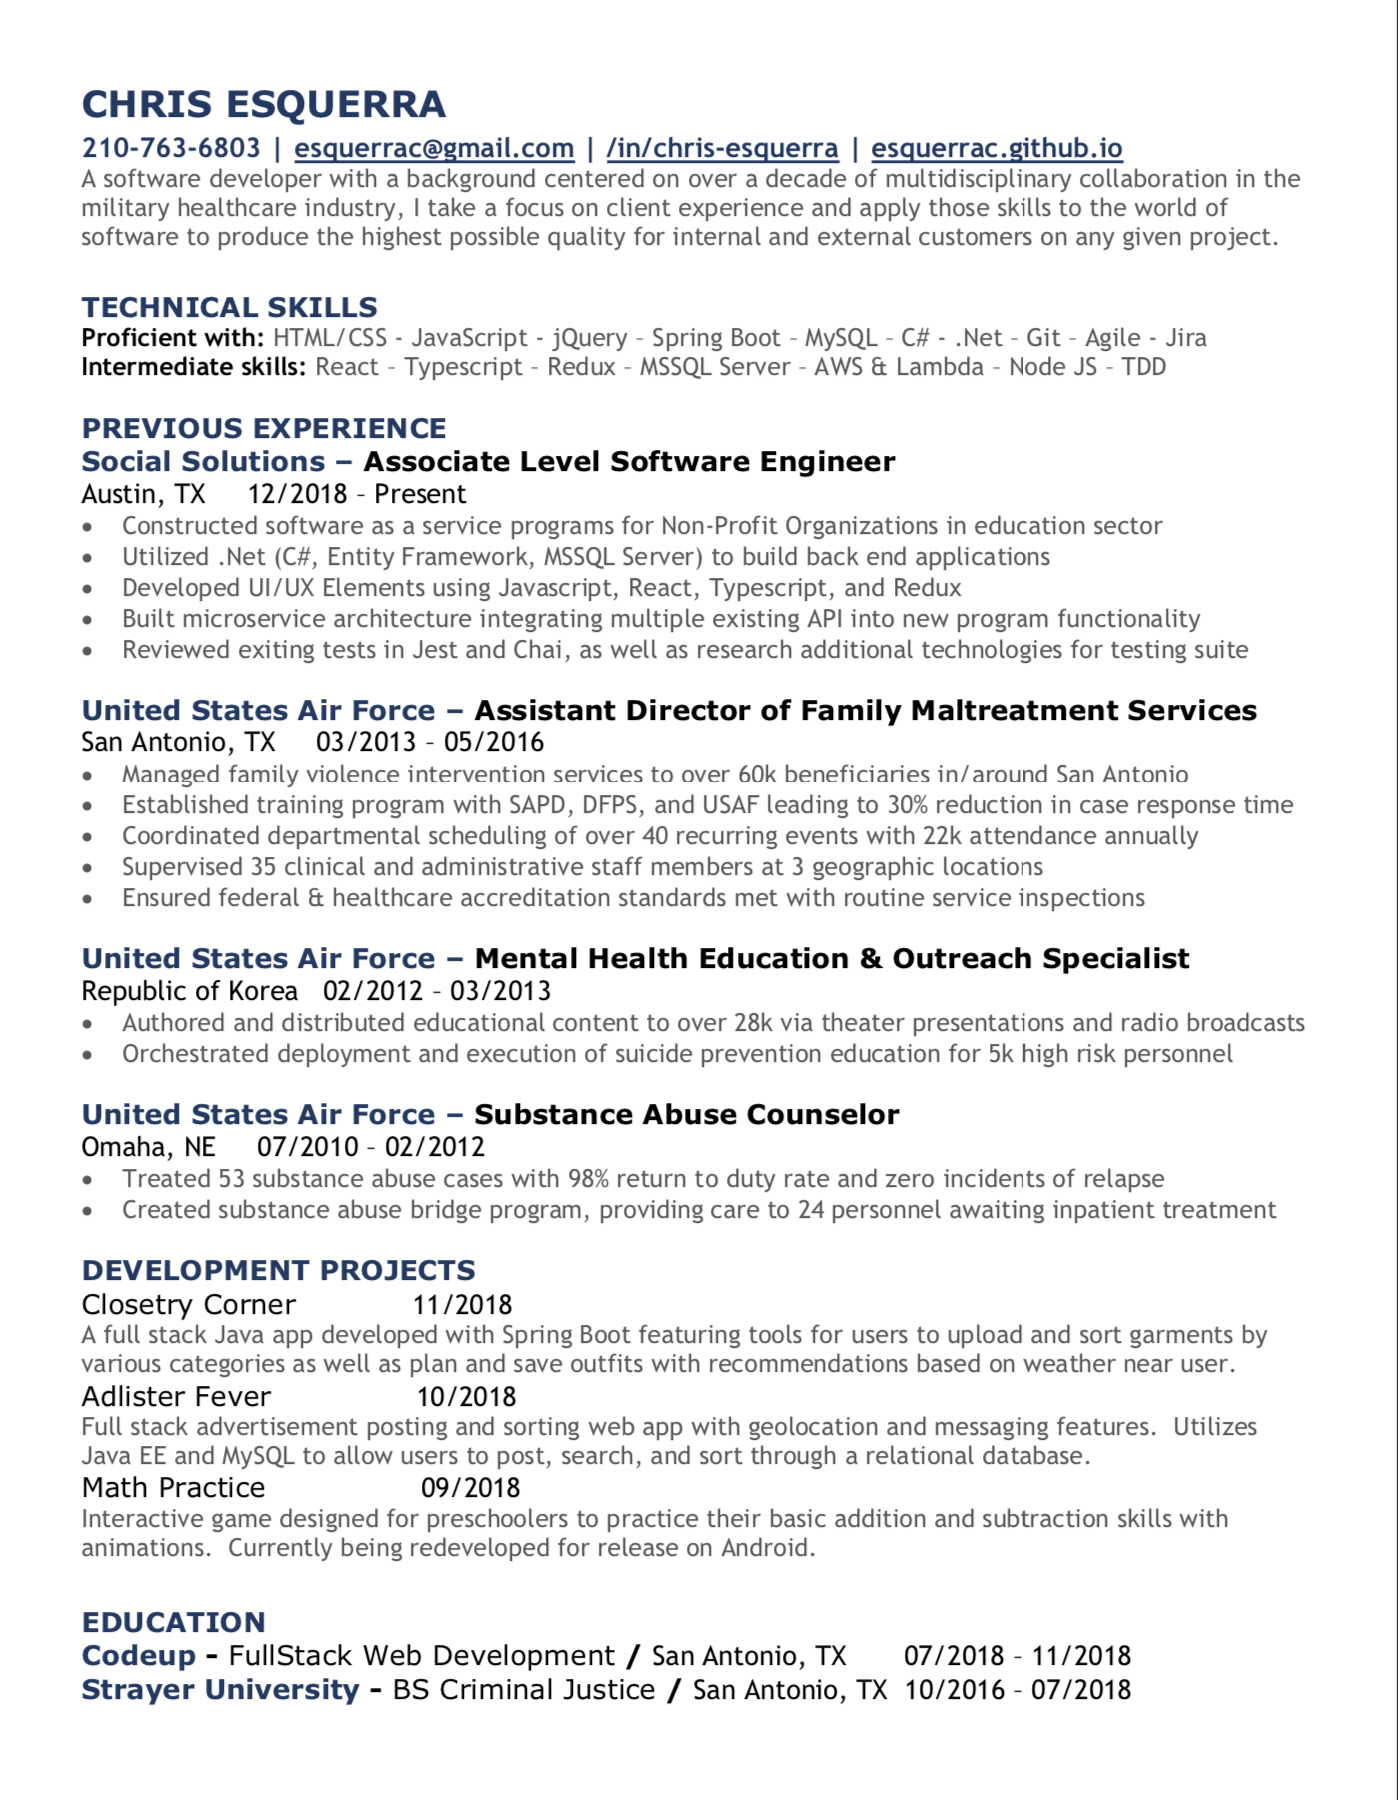 CHRIS ESQUERRA
210-763-6803 | esquerrac@gmail.com | /in/chris-esquerra | esquerrac.github.io
A software developer with a background centered on over a decade of multidisciplinary collaboration in the
military healthcare industry, I take a focus on client experience and apply those skills to the world of
software to produce the highest possible quality for internal and external customers on any given project.
TECHNICAL SKILLS
Proficient with: HTML/CSS - JavaScript - jQuery – Spring Boot – MySQL – C# - .Net – Git – Agile - Jira
Intermediate skills: React – Typescript – Redux – MSSQL Server – AWS & Lambda – Node JS – TDD
PREVIOUS EXPERIENCE
Social Solutions – Associate Level Software Engineer
Austin, TX 12/2018 – Present
• Constructed software as a service programs for Non-Profit Organizations in education sector
• Utilized .Net (C#, Entity Framework, MSSQL Server) to build back end applications
• Developed UI/UX Elements using Javascript, React, Typescript, and Redux
• Built microservice architecture integrating multiple existing API into new program functionality
• Reviewed exiting tests in Jest and Chai, as well as research additional technologies for testing suite
United States Air Force – Assistant Director of Family Maltreatment Services
San Antonio, TX 03/2013 – 05/2016
• Managed family violence intervention services to over 60k beneficiaries in/around San Antonio
• Established training program with SAPD, DFPS, and USAF leading to 30% reduction in case response time
• Coordinated departmental scheduling of over 40 recurring events with 22k attendance annually
• Supervised 35 clinical and administrative staff members at 3 geographic locations
• Ensured federal & healthcare accreditation standards met with routine service inspections
United States Air Force – Mental Health Education & Outreach Specialist
Republic of Korea 02/2012 – 03/2013
• Authored and distributed educational content to over 28k via theater presentations and radio broadcasts
• Orchestrated deployment and execution of suicide prevention education for 5k high risk personnel
United States Air Force – Substance Abuse Counselor
Omaha, NE 07/2010 – 02/2012
• Treated 53 substance abuse cases with 98% return to duty rate and zero incidents of relapse
• Created substance abuse bridge program, providing care to 24 personnel awaiting inpatient treatment
DEVELOPMENT PROJECTS
Closetry Corner 11/2018
A full stack Java app developed with Spring Boot featuring tools for users to upload and sort garments by
various categories as well as plan and save outfits with recommendations based on weather near user.
Adlister Fever 10/2018
Full stack advertisement posting and sorting web app with geolocation and messaging features. Utilizes
Java EE and MySQL to allow users to post, search, and sort through a relational database.
Math Practice 09/2018
Interactive game designed for preschoolers to practice their basic addition and subtraction skills with
animations. Currently being redeveloped for release on Android.
EDUCATION
Codeup - FullStack Web Development / San Antonio, TX 07/2018 – 11/2018
Strayer University - BS Criminal Justice / San Antonio, TX 10/2016 – 07/2018